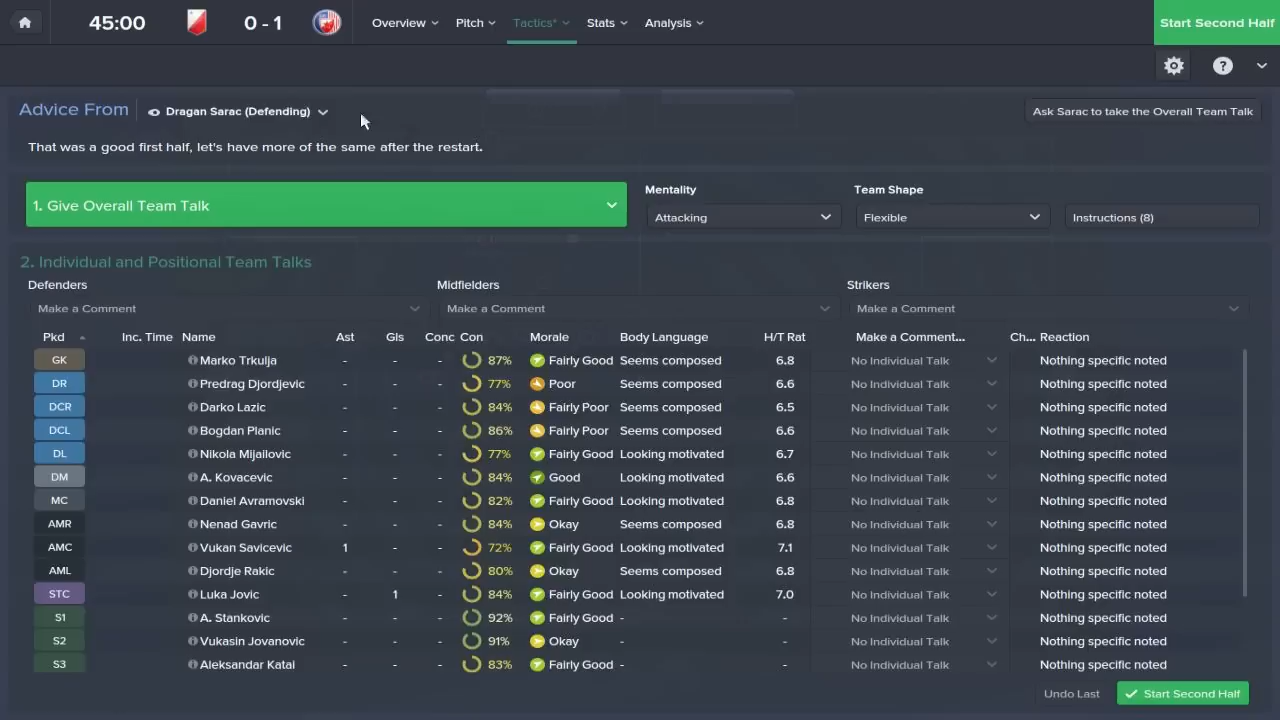 45:00 0 - 1 Overview Pitch Tactics* Stats Analysis Start Second Half
?
Advice From Dragan Sarac (Defending) Ask Sarac to take the Overall Team Talk
That was a good first half, let's have more of the same after the restart.
Mentality Team Shape
1. Give Overall Team Talk Attacking Flexible Instructions (8)
2. Individual and Positional Team Talks
Defenders Midfielders Strikers
Make a Comment Make a Comment Make a Comment
Pkd Inc. Time Name Ast Gls Conc Con Morale Body Language H/T Rat Make a Comment... Ch... Reaction
GK Marko Trkulja - - - 87% Fairly Good Seems composed 6.8 No Individual Talk Nothing specific noted
DR Predrag Djordjevic - - - 77% Poor Seems composed 6.6 No Individual Talk Nothing specific noted
DCR Darko Lazic - - - 84% Fairly Poor Seems composed 6.5 No Individual Talk Nothing specific noted
DCL Bogdan Planic - - - 86% Fairly Poor Seems composed 6.6 No Individual Talk Nothing specific noted
DL Nikola Mijailovic - - - 77% Fairly Good Looking motivated 6.7 No Individual Talk Nothing specific noted
DM A. Kovacevic - - - 84% Good Looking motivated 6.6 No Individual Talk Nothing specific noted
MC Daniel Avramovski - - - 82% Fairly Good Looking motivated 6.8 No Individual Talk Nothing specific noted
AMR Nenad Gavric - - - 84% Okay Seems composed 6.8 No Individual Talk Nothing specific noted
AMC Vukan Savicevic 1 - - 72% Fairly Good Looking motivated 7.1 No Individual Talk Nothing specific noted
AML Djordje Rakic - - - 80% Okay Seems composed 6.8 No Individual Talk Nothing specific noted
STC Luka Jovic - 1 - 84% Fairly Good Looking motivated 7.0 No Individual Talk Nothing specific noted
S1 A. Stankovic - - - 92% Fairly Good - - No Individual Talk Nothing specific noted
S2 Vukasin Jovanovic - - - 91% Okay - - No Individual Talk Nothing specific noted
S3 Aleksandar Katai - - - 83% Fairly Good - - No Individual Talk Nothing specific noted
Undo Last Start Second Half